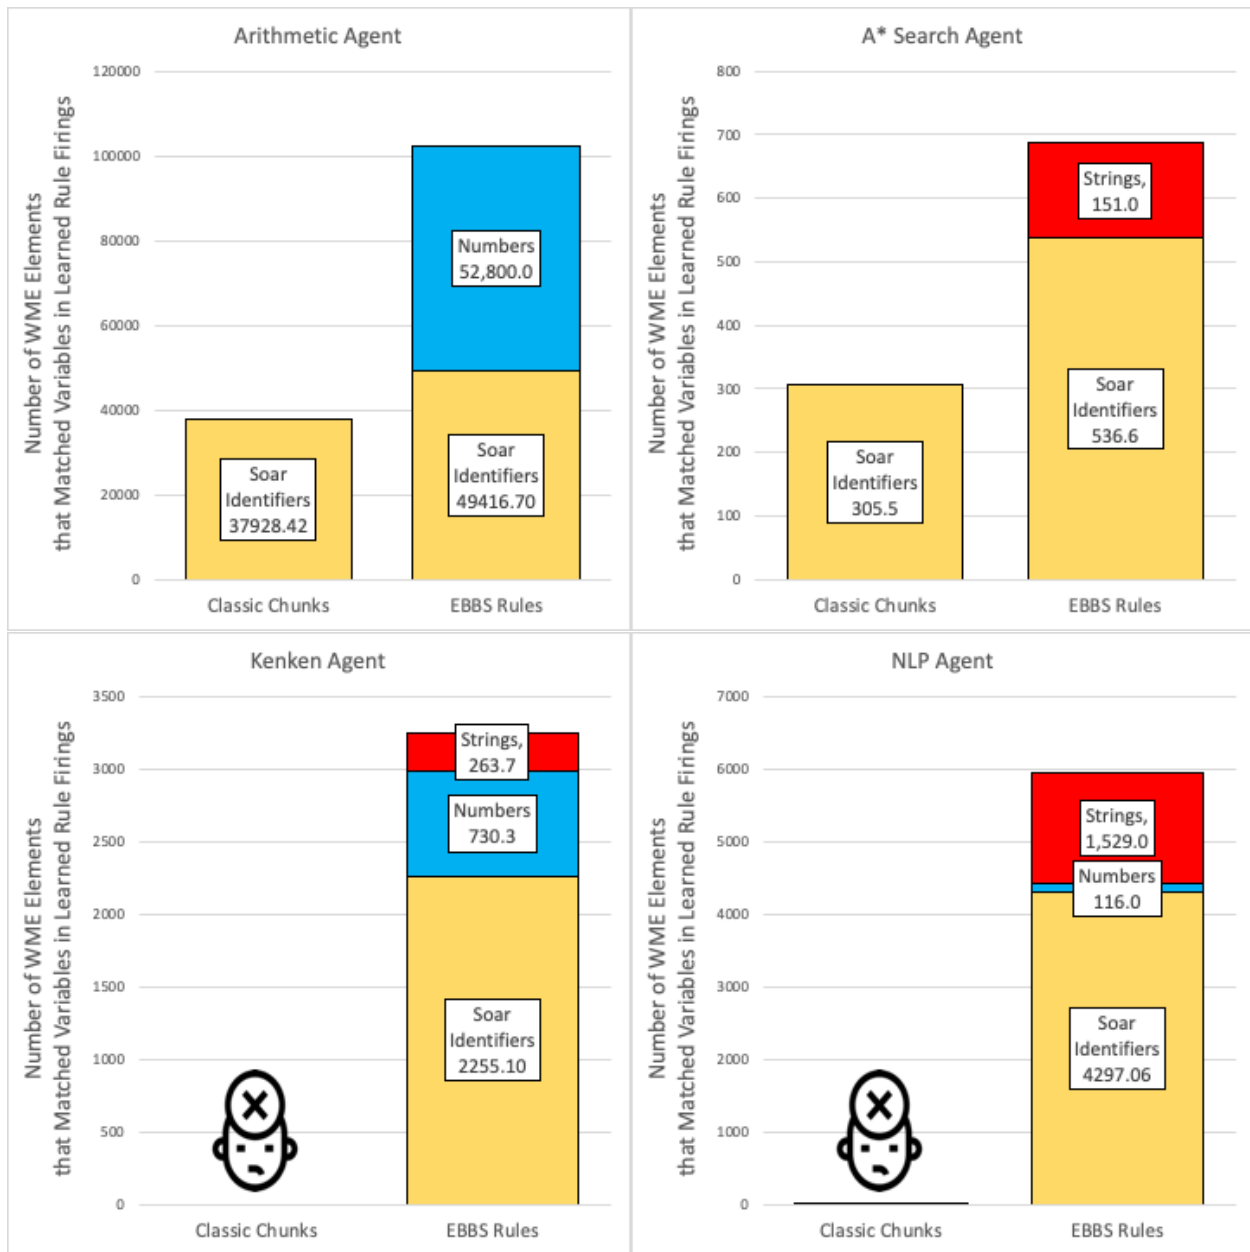 Arithmetic Agent
Number of WME Elements
that Matched Variables in Learned Rule Firings
120000
100000
80000
60000
40000
20000
0
Numbers
52,800.0
Soar
Identifiers
37928.42
Soar
Identifiers
49416.70
Classic Chunks
EBBS Rules
A* Search Agent
Number of WME Elements
that Matched Variables in Learned Rule Firings
800
700
600
500
400
300
200
100
0
Strings,
151.0
Soar
Identifiers
305.5
Soar
Identifiers
536.6
Classic Chunks
EBBS Rules
Kenken Agent
Number of WME Elements
that Matched Variables in Learned Rule Firings
3500
3000
2500
2000
1500
1000
500
0
Strings,
263.7
Numbers
730.3
Soar
Identifiers
2255.10
Classic Chunks
EBBS Rules
NLP Agent
Number of WME Elements
that Matched Variables in Learned Rule Firings
7000
6000
5000
4000
3000
2000
1000
0
Strings,
1,529.0
Numbers
116.0
Soar
Identifiers
4297.06
Classic Chunks
EBBS Rules